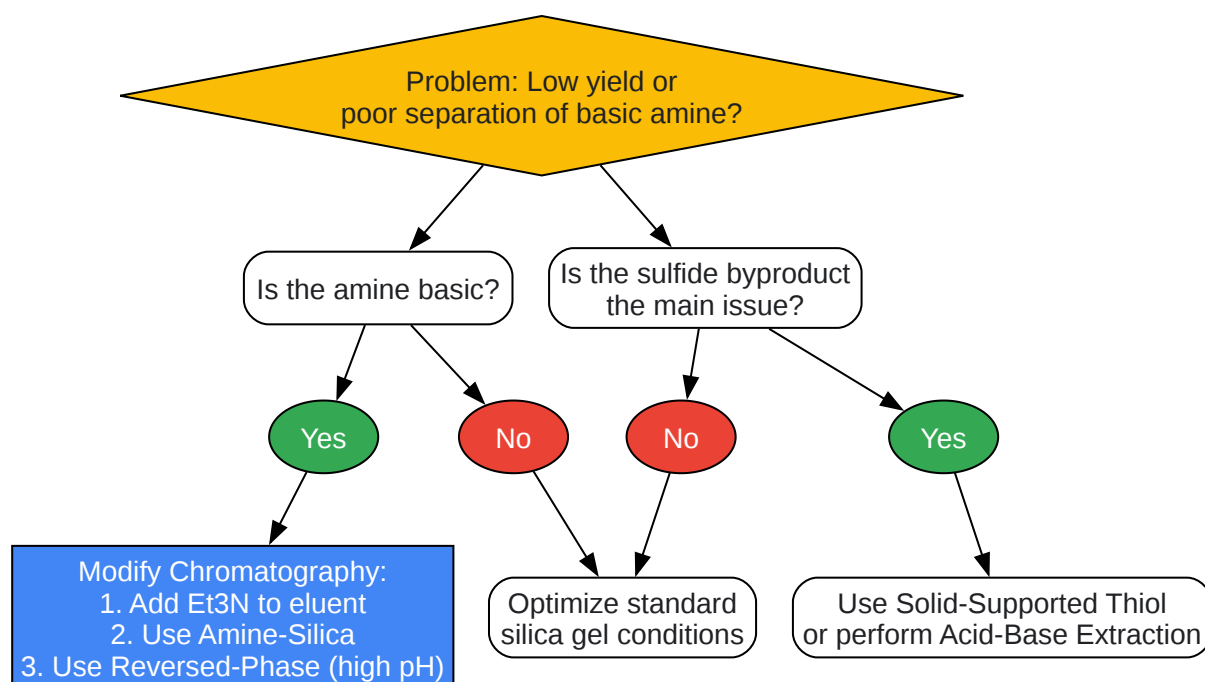 Problem: Low yield or
poor separation of basic amine?
Is the amine basic?
Is the sulfide byproduct
the main issue?
Yes
No
No
Yes
Modify Chromatography:
1. Add Et3N to eluent
2. Use Amine-Silica
3. Use Reversed-Phase (high pH)
Optimize standard
silica gel conditions
Use Solid-Supported Thiol
or perform Acid-Base Extraction